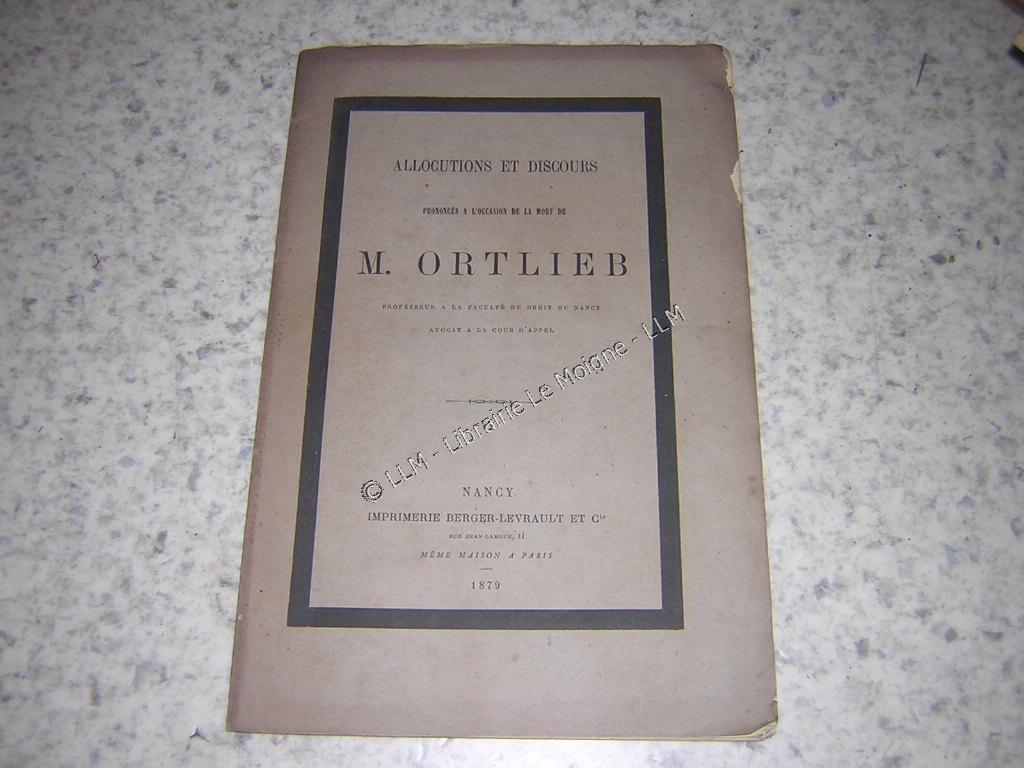 ALLOCUTIONS ET DISCOURS
PRONONCÉS A L'OCCASION DE LA MORT DE
M. ORTLIEB
PROFESSEUR A LA FACULTÉ DE DROIT DE NANCY
AVOCAT A LA COUR D'APPEL
© LLM - Librairie Le Moigne - LLM
NANCY
IMPRIMERIE BERGER-LEVRAULT ET Cie
RUE JEAN-LAMOUR, 11
MÊME MAISON A PARIS
1879